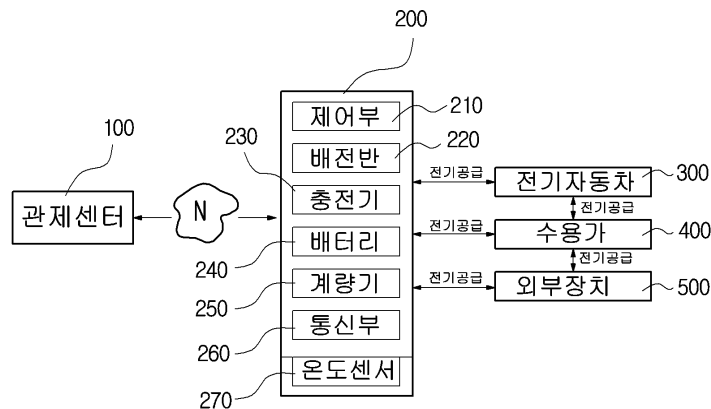 200
제어부
210
배전반
220
230
충전기
240
배터리
250
계량기
260
통신부
270
온도센서
100
관제센터
N
전기공급
전기자동차
300
전기공급
전기공급
수용가
400
전기공급
전기공급
외부장치
500